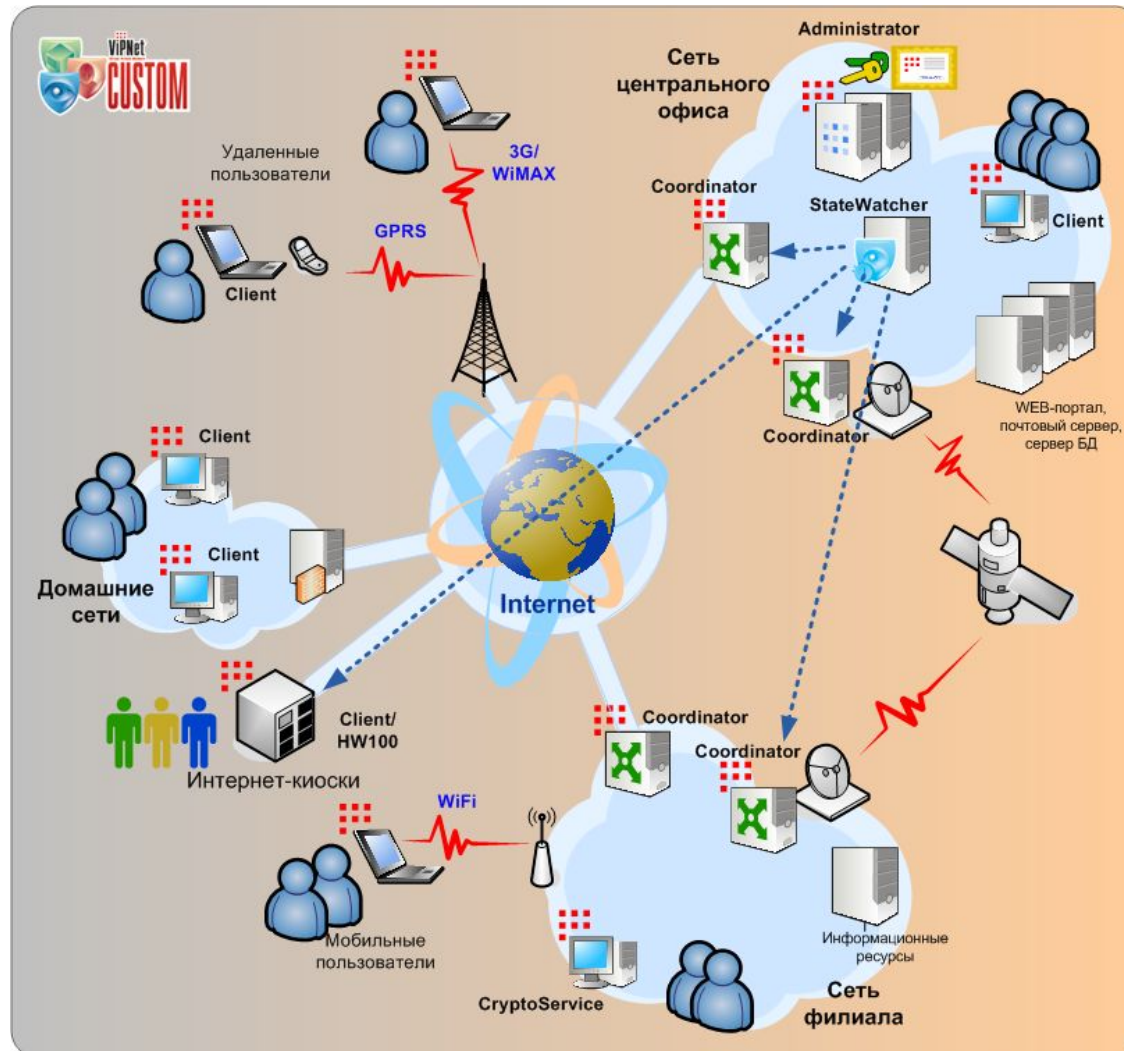 ViPNet
CUSTOM
Administrator
Сеть
центрального
офиса
3G/
WiMAX
Удаленные
пользователи
Coordinator
StateWatcher
Client
GPRS
Client
Coordinator
WEB-портал,
почтовый сервер,
сервер БД
Client
Client
Домашние
сети
Internet
Client/
HW100
Интернет-киоски
Coordinator
Coordinator
WiFi
Мобильные
пользователи
CryptoService
Информационные
ресурсы
Сеть
филиала